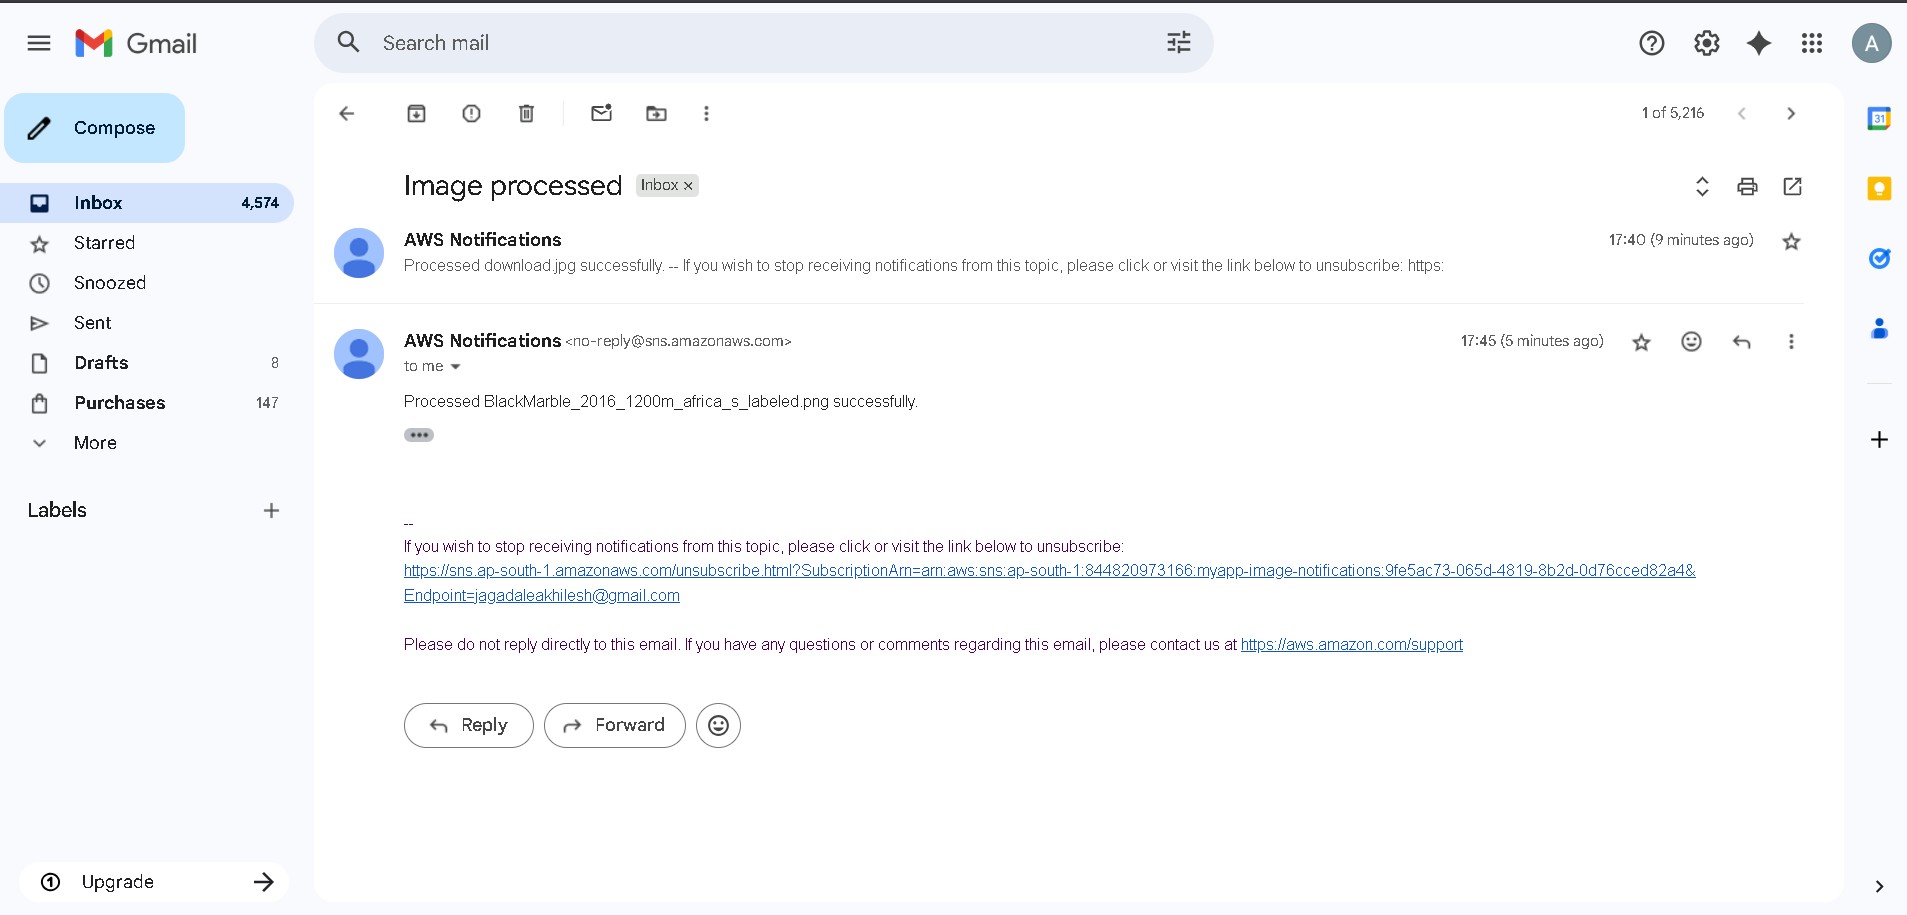 Gmail
Search mail
A
Compose
1 of 5,216
31
Inbox 4,574
Starred
Snoozed
Sent
Drafts 8
Purchases 147
More
Labels
Upgrade
Image processed Inbox ×
AWS Notifications 17:40 (9 minutes ago)
Processed download.jpg successfully. -- If you wish to stop receiving notifications from this topic, please click or visit the link below to unsubscribe: https:
AWS Notifications <no-reply@sns.amazonaws.com> 17:45 (5 minutes ago)
to me
Processed BlackMarble_2016_1200m_africa_s_labeled.png successfully.
--
If you wish to stop receiving notifications from this topic, please click or visit the link below to unsubscribe:
https://sns.ap-south-1.amazonaws.com/unsubscribe.html?SubscriptionArn=arn:aws:sns:ap-south-1:844820973166:myapp-image-notifications:9fe5ac73-065d-4819-8b2d-0d76cced82a4&
Endpoint=jagadaleakhilesh@gmail.com
Please do not reply directly to this email. If you have any questions or comments regarding this email, please contact us at https://aws.amazon.com/support
Reply
Forward